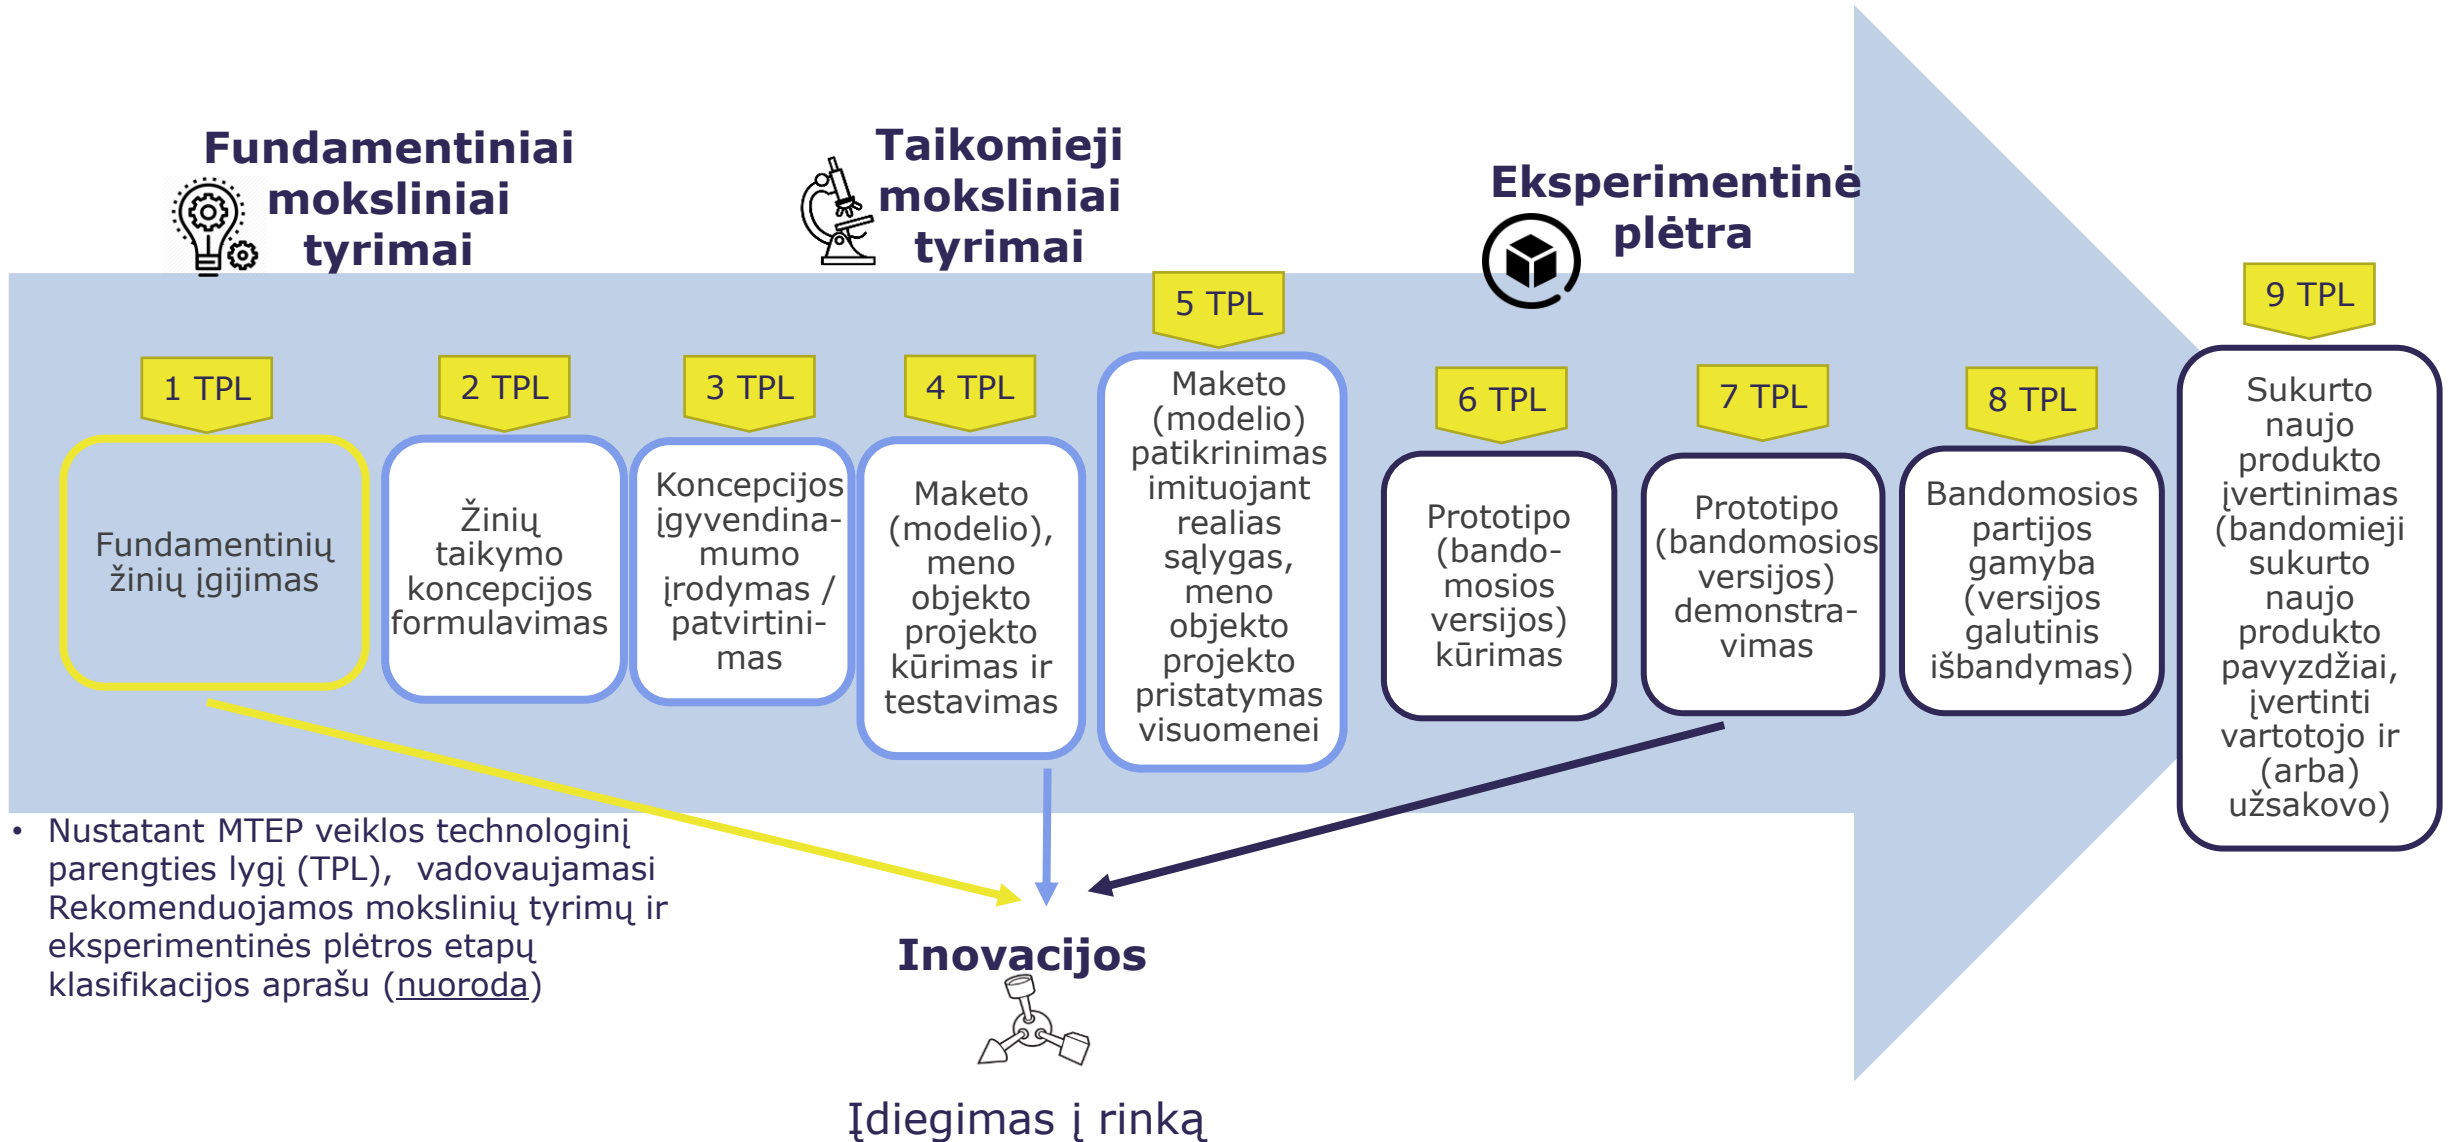 Fundamentiniai
moksliniai
tyrimai
Taikomieji
moksliniai
tyrimai
Eksperimentinė
plėtra
1 TPL
Fundamentinių
žinių įgijimas
2 TPL
Žinių
taikymo
koncepcijos
formulavimas
3 TPL
Koncepcijos
įgyvendina-
mumo
įrodymas /
patvirtini-
mas
4 TPL
Maketo
(modelio),
meno
objekto
projekto
kūrimas ir
testavimas
5 TPL
Maketo
(modelio)
patikrinimas
imituojant
realias
sąlygas,
meno
objekto
projekto
pristatymas
visuomenei
6 TPL
Prototipo
(bando-
mosios
versijos)
kūrimas
7 TPL
Prototipo
(bandomosios
versijos)
demonstra-
vimas
8 TPL
Bandomosios
partijos
gamyba
(versijos
galutinis
išbandymas)
9 TPL
Sukurto
naujo
produkto
įvertinimas
(bandomieji
sukurto
naujo
produkto
pavyzdžiai,
įvertinti
vartotojo ir
(arba)
užsakovo)
• Nustatant MTEP veiklos technologinį
parengties lygį (TPL), vadovaujamasi
Rekomenduojamos mokslinių tyrimų ir
eksperimentinės plėtros etapų
klasifikacijos aprašu (nuoroda)
Inovacijos
Įdiegimas į rinką